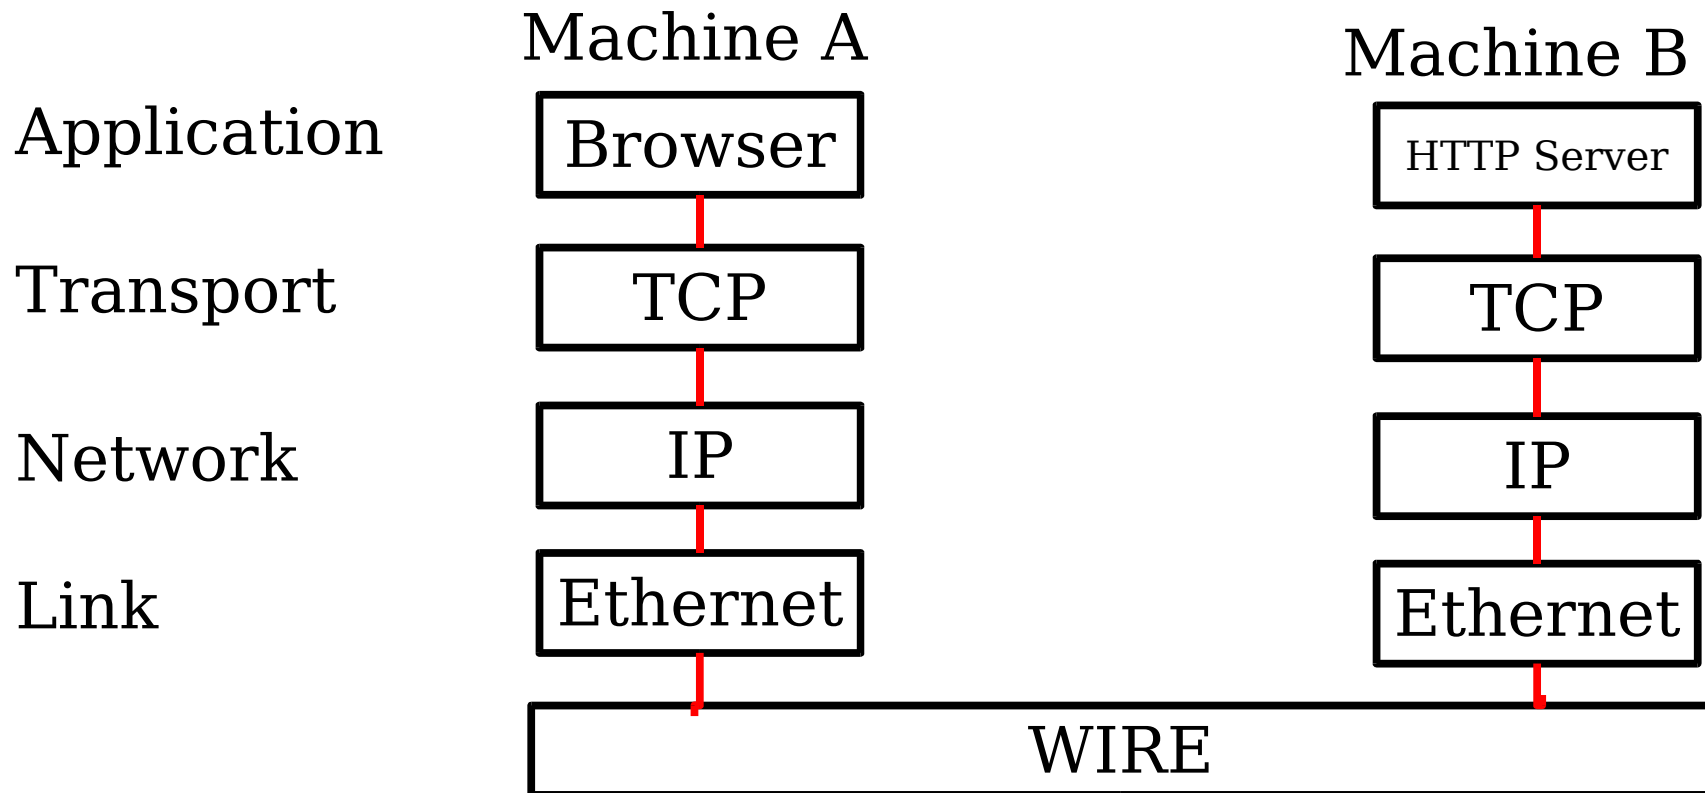 Machine A
Machine B
Application
Browser
HTTP Server
Transport
TCP
TCP
Network
IP
IP
Link
Ethernet
Ethernet
WIRE